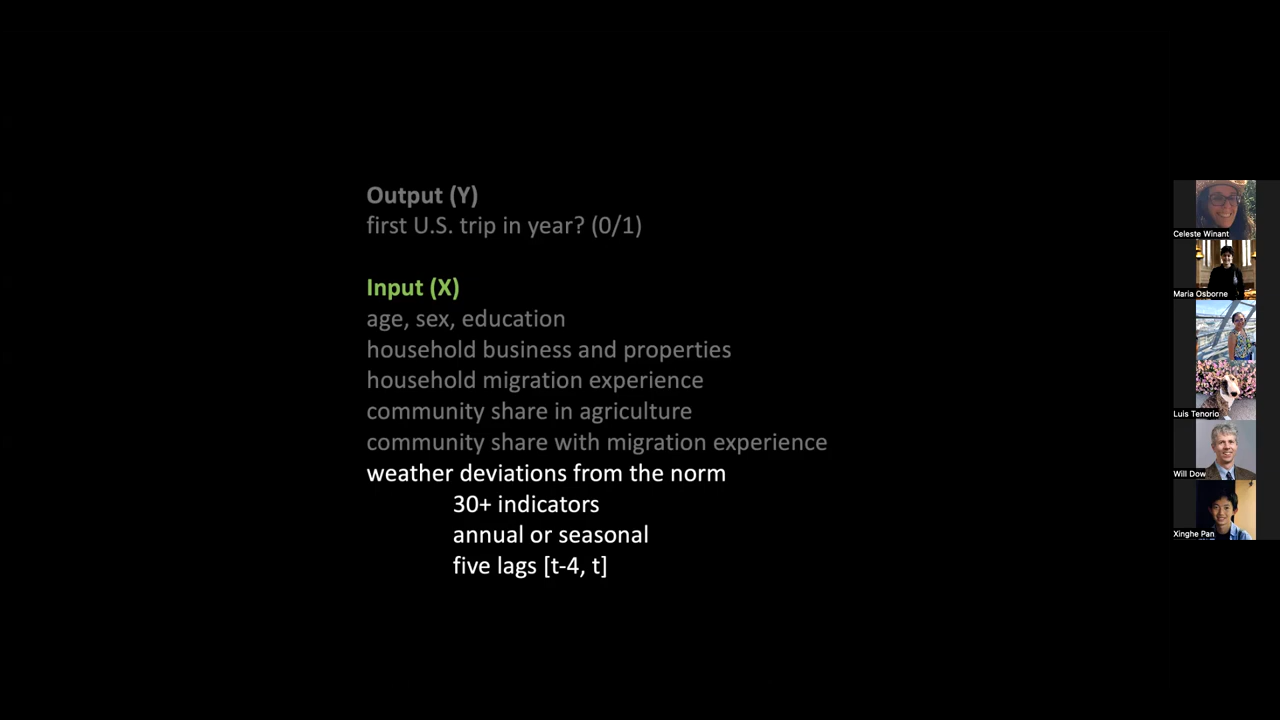 Output (Y)
first U.S. trip in year? (0/1)
Input (X)
age, sex, education
household business and properties
household migration experience
community share in agriculture
community share with migration experience
weather deviations from the norm
30+ indicators
annual or seasonal
five lags [t-4, t]
Celeste Winant
Maria Osborne
Luis Tenorio
Will Dow
Xinghe Pan